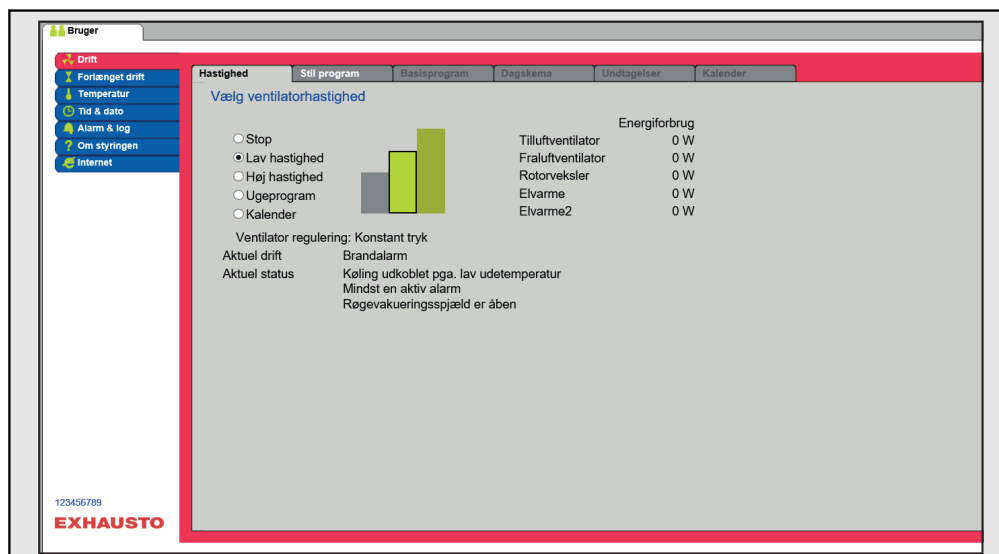 Bruger
Drift
Forlænget drift
Temperatur
Tid & dato
Alarm & log
Om styringen
Internet
Hastighed
Stil program
Basisprogram
Dagskema
Undtagelser
Kalender
Vælg ventilatorhastighed
Stop
Lav hastighed
Høj hastighed
Ugeprogram
Kalender
Energiforbrug
Tilluftventilator 0 W
Fraluftventilator 0 W
Rotorveksler 0 W
Elvarme 0 W
Elvarme2 0 W
Ventilator regulering: Konstant tryk
Aktuel drift Brandalarm
Aktuel status Køling udkoblet pga. lav udetemperatur
Mindst en aktiv alarm
Røgevakueringsspjæld er åben
123456789
EXHAUSTO